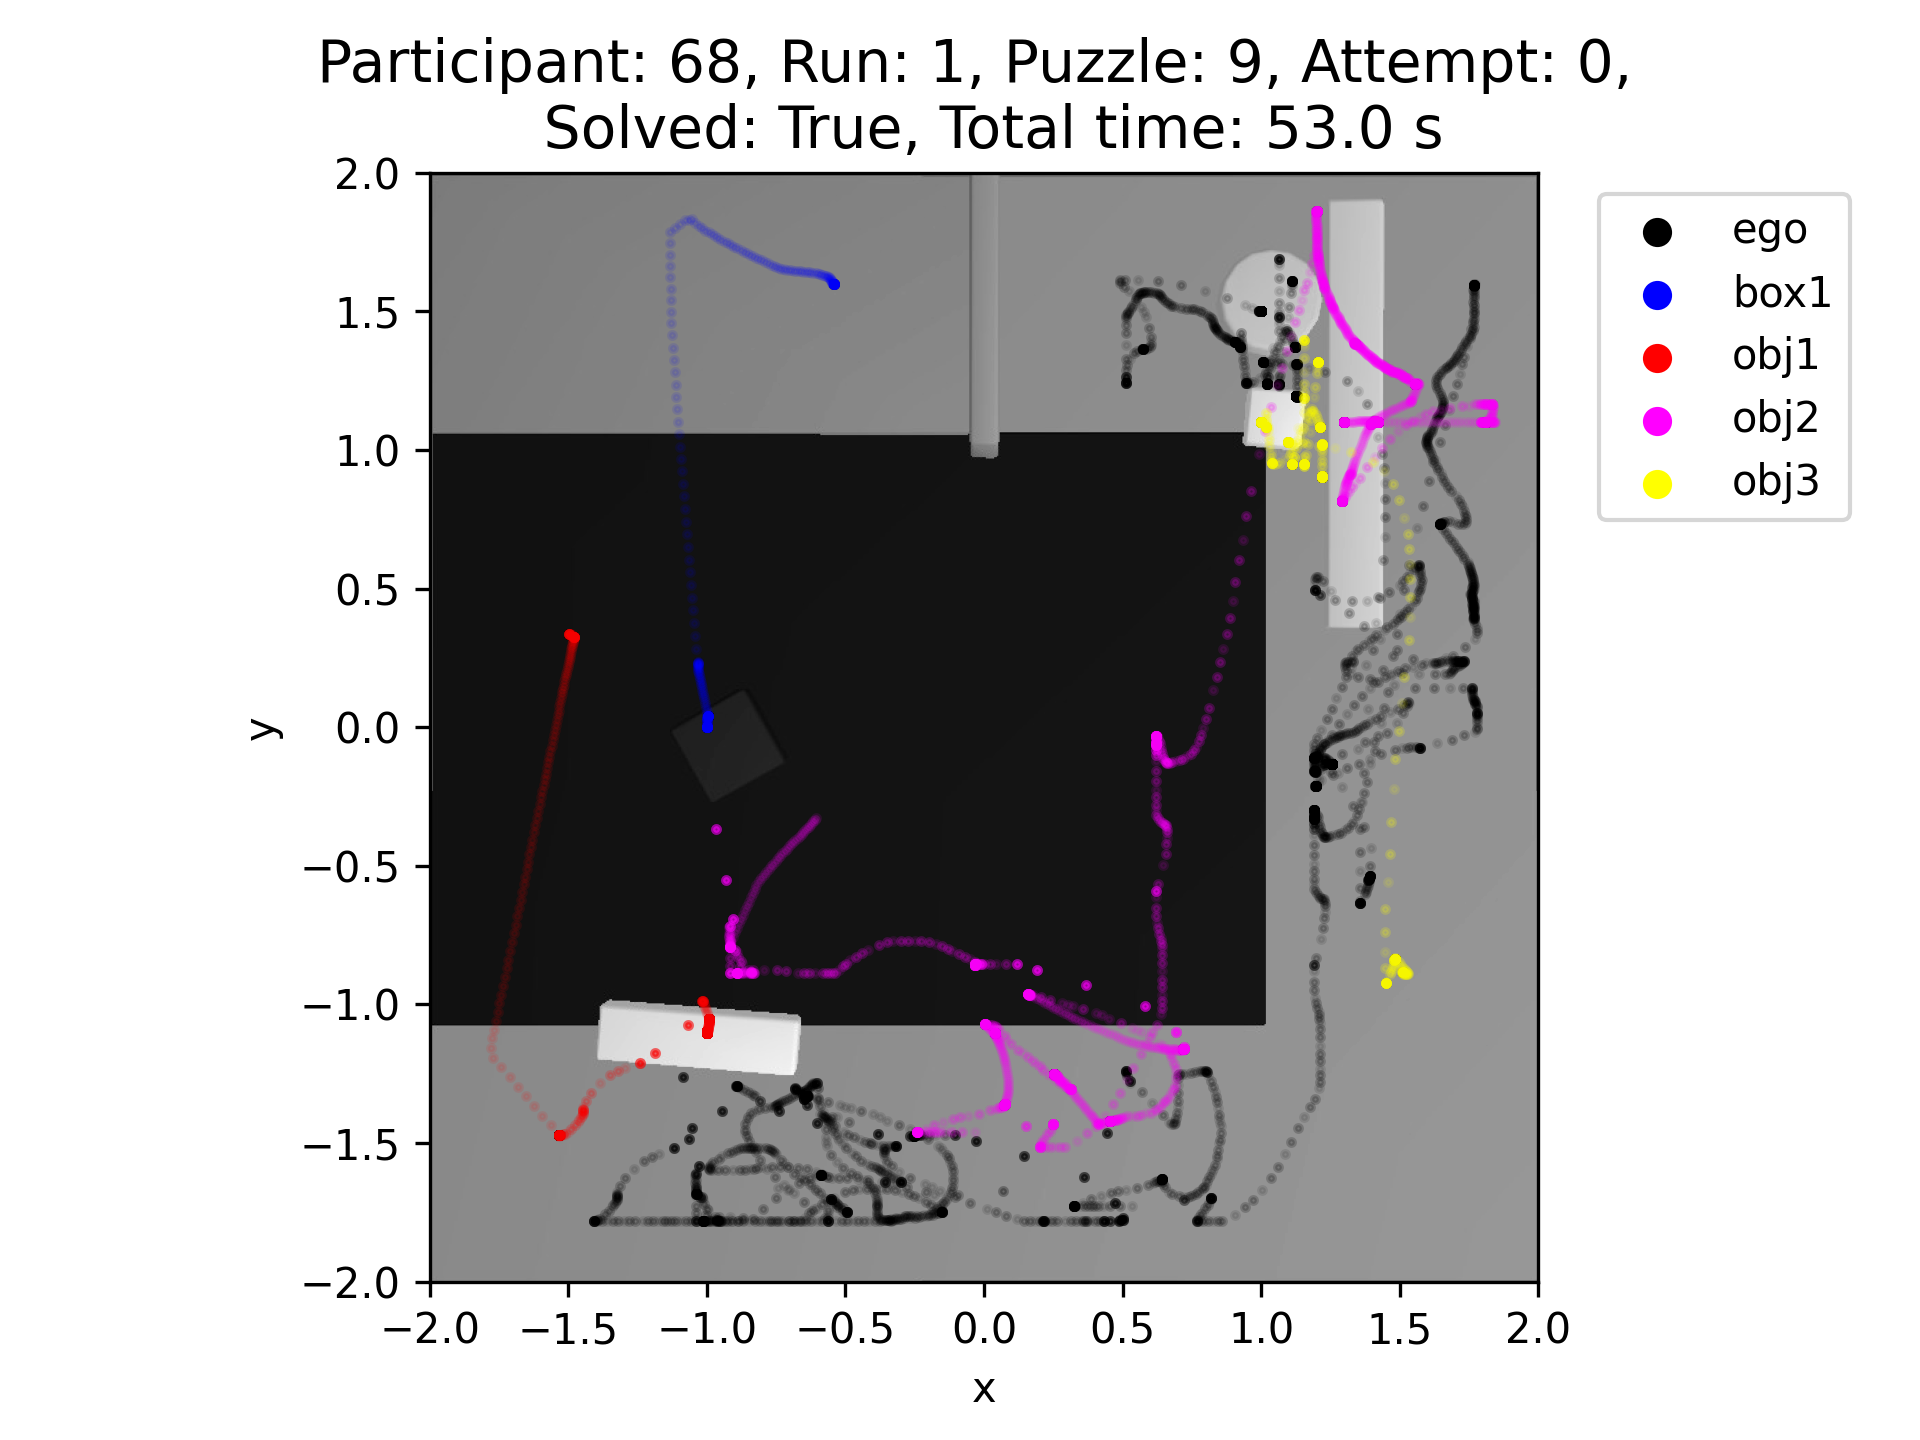 Participant: 68, Run: 1, Puzzle: 9, Attempt: 0,
Solved: True, Total time: 53.0 s
2.0
1.5
1.0
0.5
0.0
−0.5
−1.0
−1.5
−2.0
y
−2.0 −1.5 −1.0 −0.5 0.0 0.5 1.0 1.5 2.0
x
ego
box1
obj1
obj2
obj3